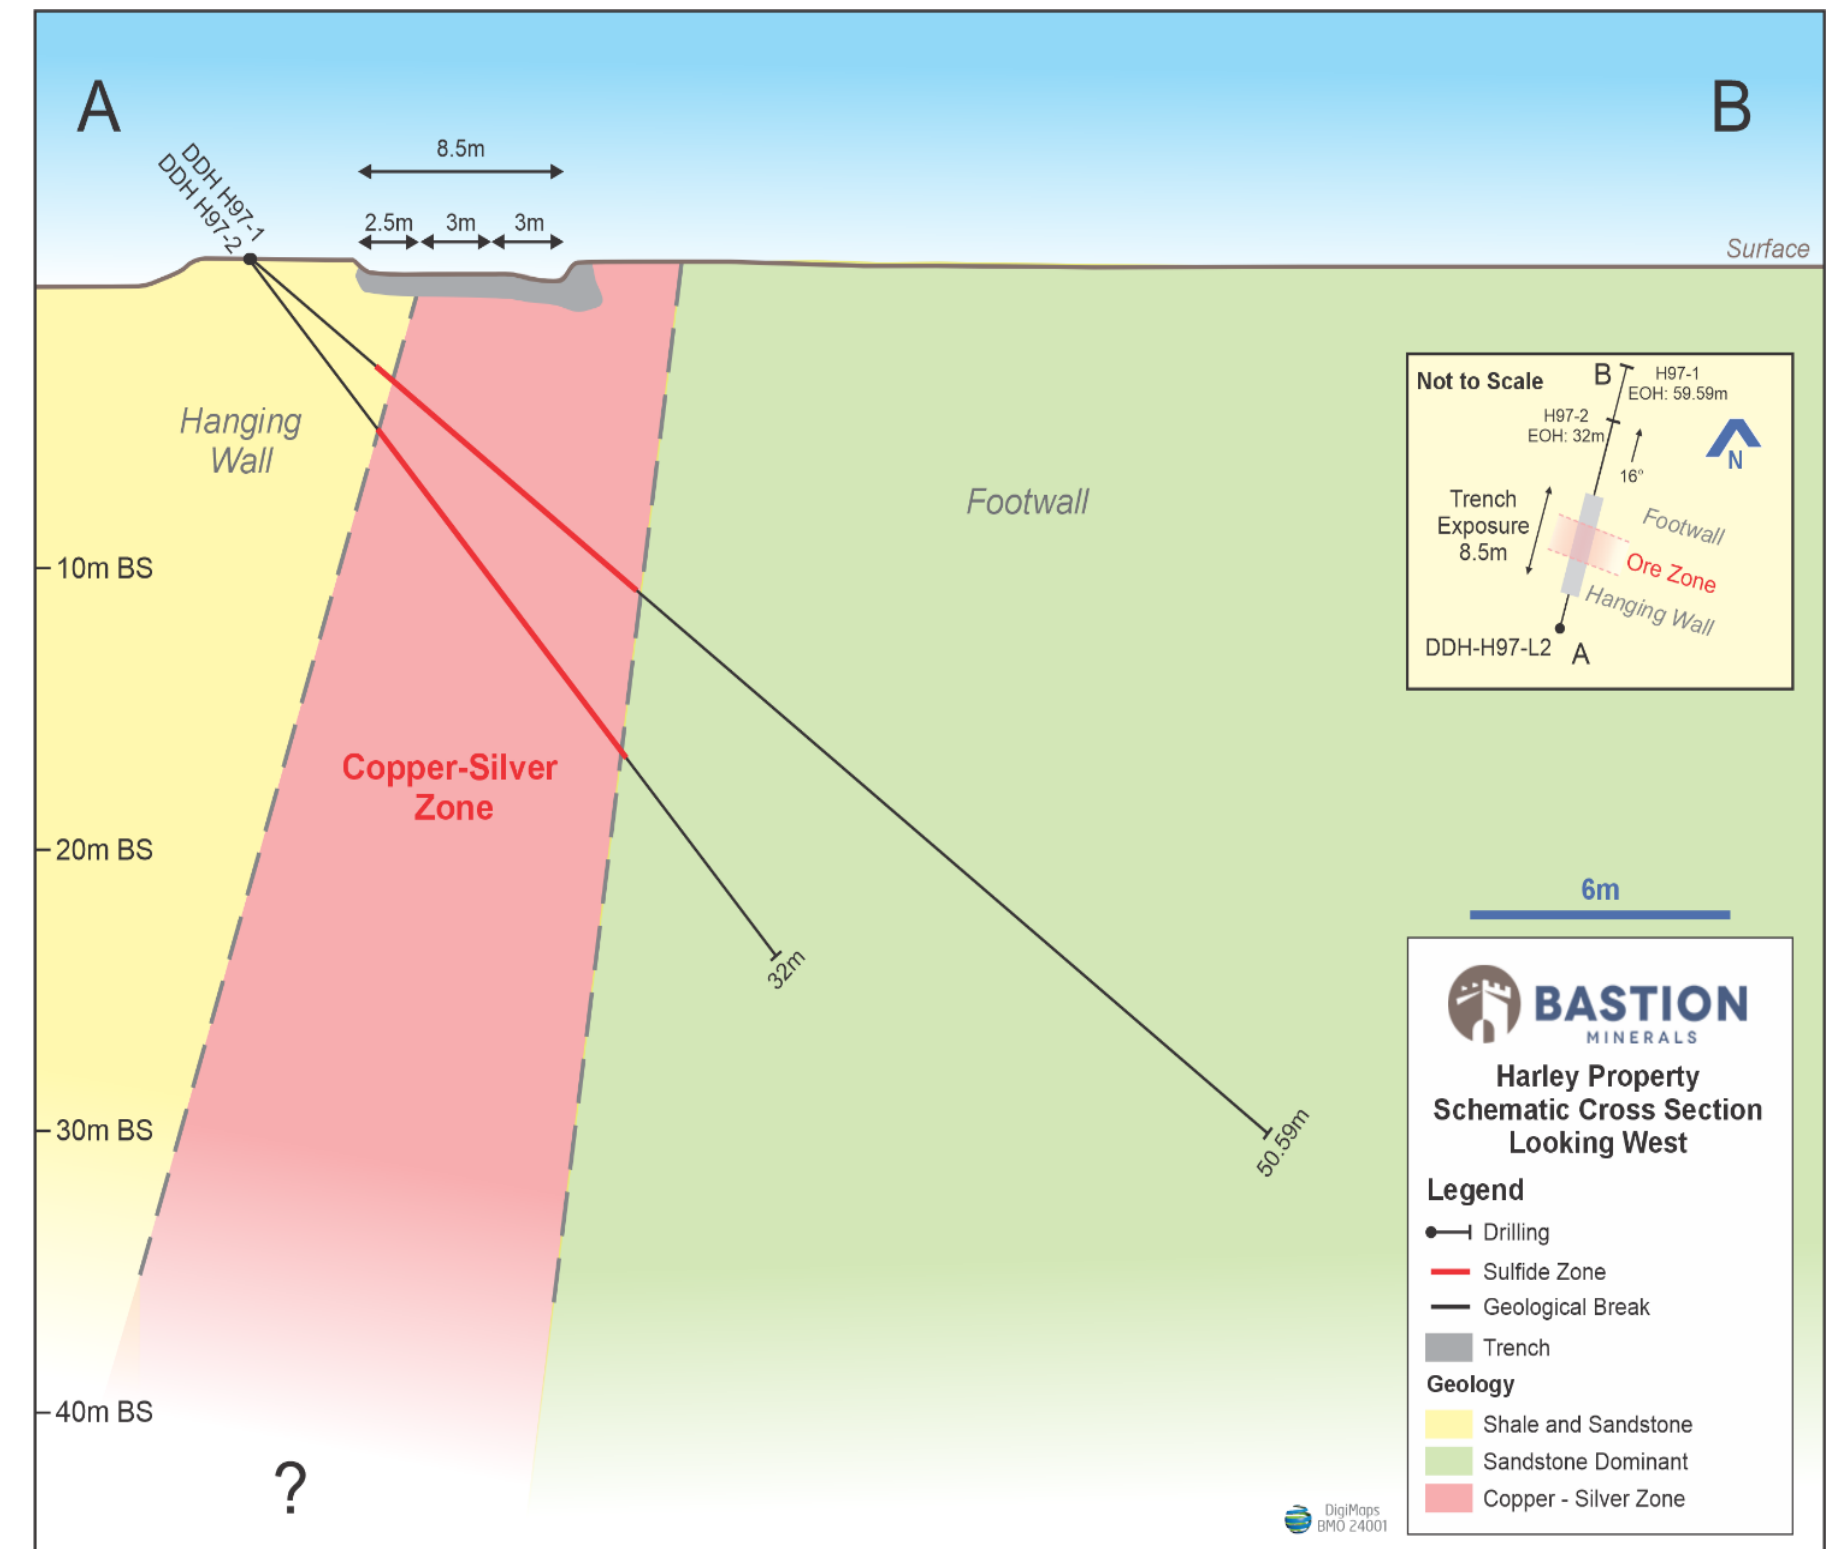 A
B
8.5m
DDH H97-1
DDH H97-2
2.5m
3m
3m
Surface
Hanging
Wall
Footwall
10m BS
20m BS
30m BS
40m BS
Copper-Silver
Zone
32m
50.59m
?
Not to Scale
B
H97-1
EOH: 59.59m
H97-2
EOH: 32m
N
16°
Trench
Exposure
8.5m
Footwall
Ore Zone
Hanging Wall
DDH-H97-L2
A
6m
BASTION
MINERALS
Harley Property
Schematic Cross Section
Looking West
Legend
Drilling
Sulfide Zone
Geological Break
Trench
Geology
Shale and Sandstone
Sandstone Dominant
Copper - Silver Zone
DigiMaps
BMO 24001